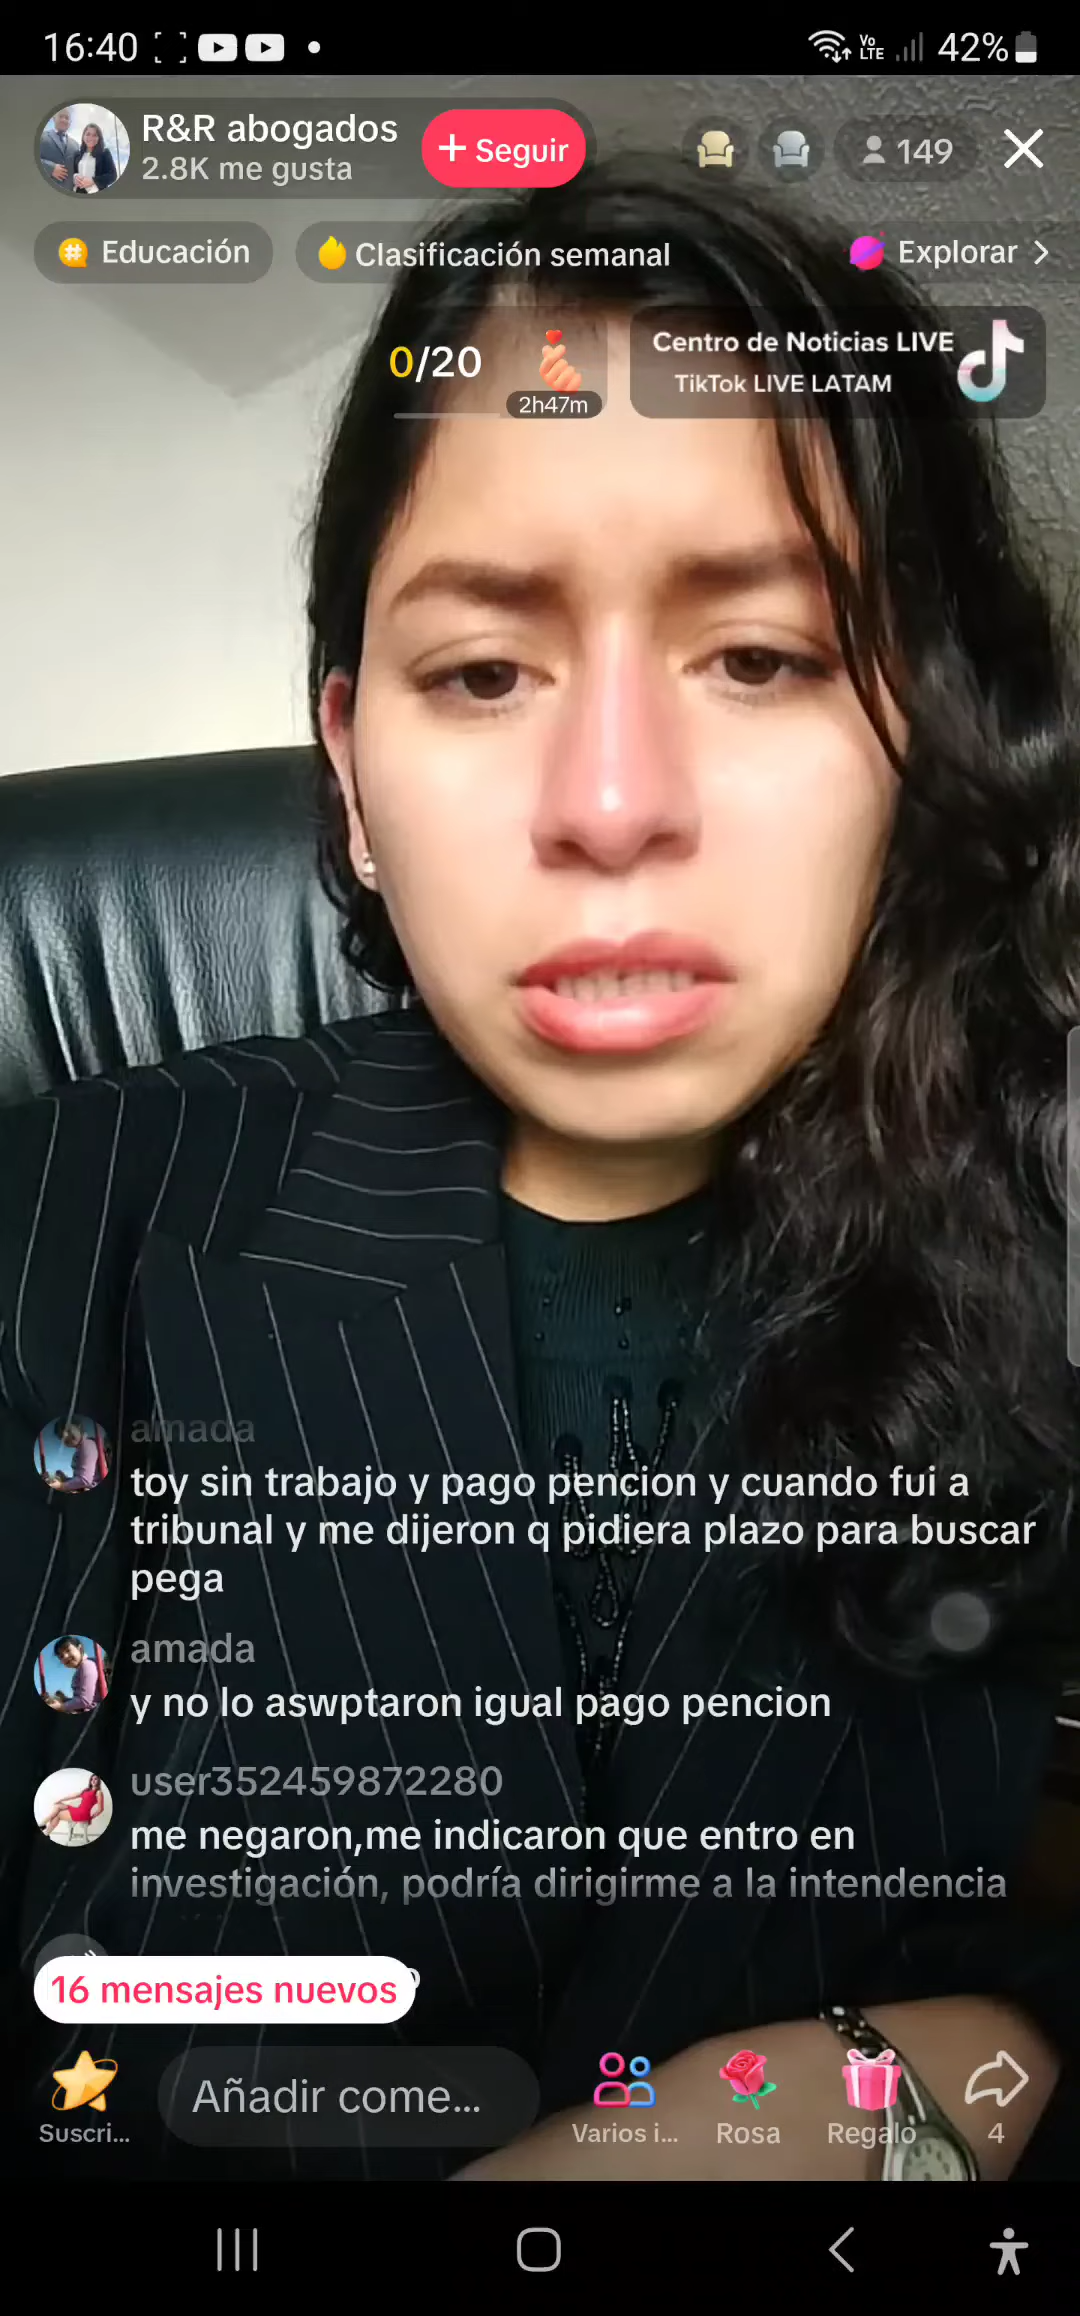 16:40
Vo
LTE
42%
R&R abogados
2.8K me gusta
+ Seguir
149
Educación
Clasificación semanal
Explorar
0/20
2h47m
Centro de Noticias LIVE
TikTok LIVE LATAM
amada
toy sin trabajo y pago pencion y cuando fui a
tribunal y me dijeron q pidiera plazo para buscar
pega
amada
y no lo aswptaron igual pago pencion
user352459872280
me negaron,me indicaron que entro en
investigación, podría dirigirme a la intendencia
16 mensajes nuevos
Añadir come...
Suscri...
Varios i...
Rosa
Regalo
4